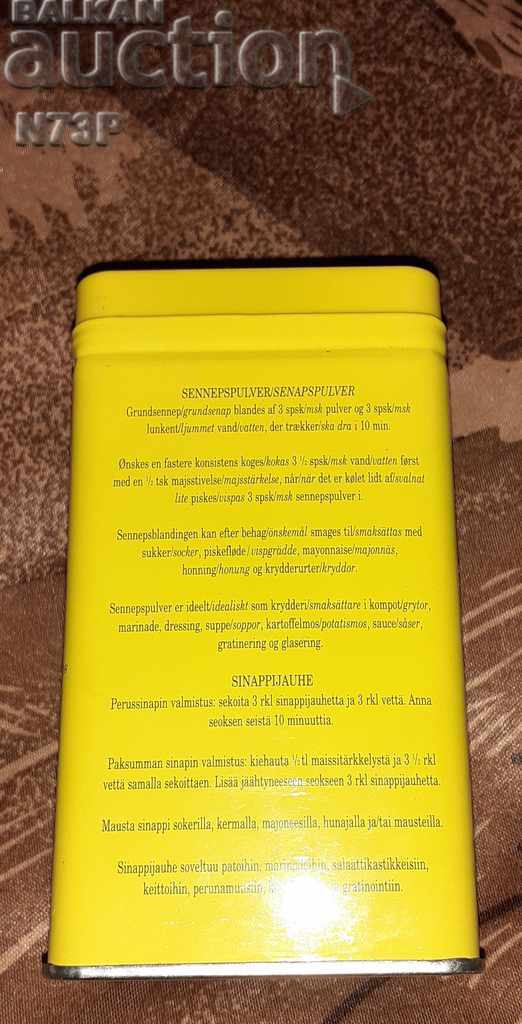 BALKAN
auction
N73P
SENNEPSPULVER/SENAPSPULVER
Grundsennep/grundsenap blandes af 3 spsk/msk pulver og 3 spsk/msk
lunkent/ljummet vand/vatten, der trækker/ska dra i 10 min.
Ønskes en fastere konsistens koges/kokas 3 ½ spsk/msk vand/vatten først
med en ½ tsk majsstivelse/majsstärkelse, når/när det er kølet lidt af/svalnat
lite piskes/vispas 3 spsk/msk sennepspulver i.
Sennepsblandingen kan efter behag/önskemål smages til/smaksättas med
sukker/socker, piskefløde/vispgrädde, mayonnaise/majonnäs,
honning/honung og krydderurter/kryddor.
Sennepspulver er ideelt/idealiskt som krydderi/smaksättare i kompot/grytor,
marinade, dressing, suppe/soppor, kartoffelmos/potatismos, sauce/såser,
gratinering og glasering.
SINAPPIJAUHE
Perussinapin valmistus: sekoita 3 rkl sinappijauhetta ja 3 rkl vettä. Anna
seoksen seistä 10 minuuttia.
Paksumman sinapin valmistus: kiehauta ½ tl maissitärkkelystä ja 3 ½ rkl
vettä samalla sekoittaen. Lisää jäähtyneeseen seokseen 3 rkl sinappijauhetta.
Mausta sinappi sokerilla, kermalla, majoneesilla, hunajalla ja/tai mausteilla.
Sinappijauhe soveltuu patoihin, salaattikastikkeisiin,
keittoihin, perunamuusiin, gratinointiin.